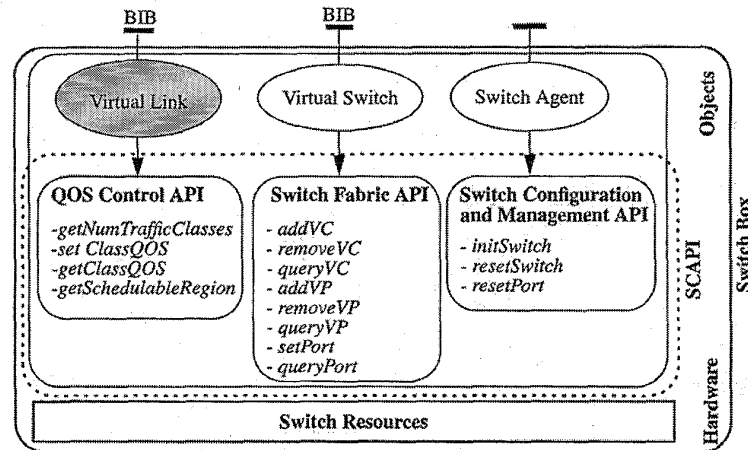 BIB
BIB
Virtual Link
Virtual Switch
Switch Agent
Objects
QOS Control API
-getNumTrafficClasses
-set ClassQOS
-getClassQOS
-getSchedulableRegion
Switch Fabric API
- addVC
- removeVC
- queryVC
- addVP
- removeVP
- queryVP
- setPort
- queryPort
Switch Configuration
and Management API
- initSwitch
- resetSwitch
- resetPort
SCAPI
Switch Box
Hardware
Switch Resources